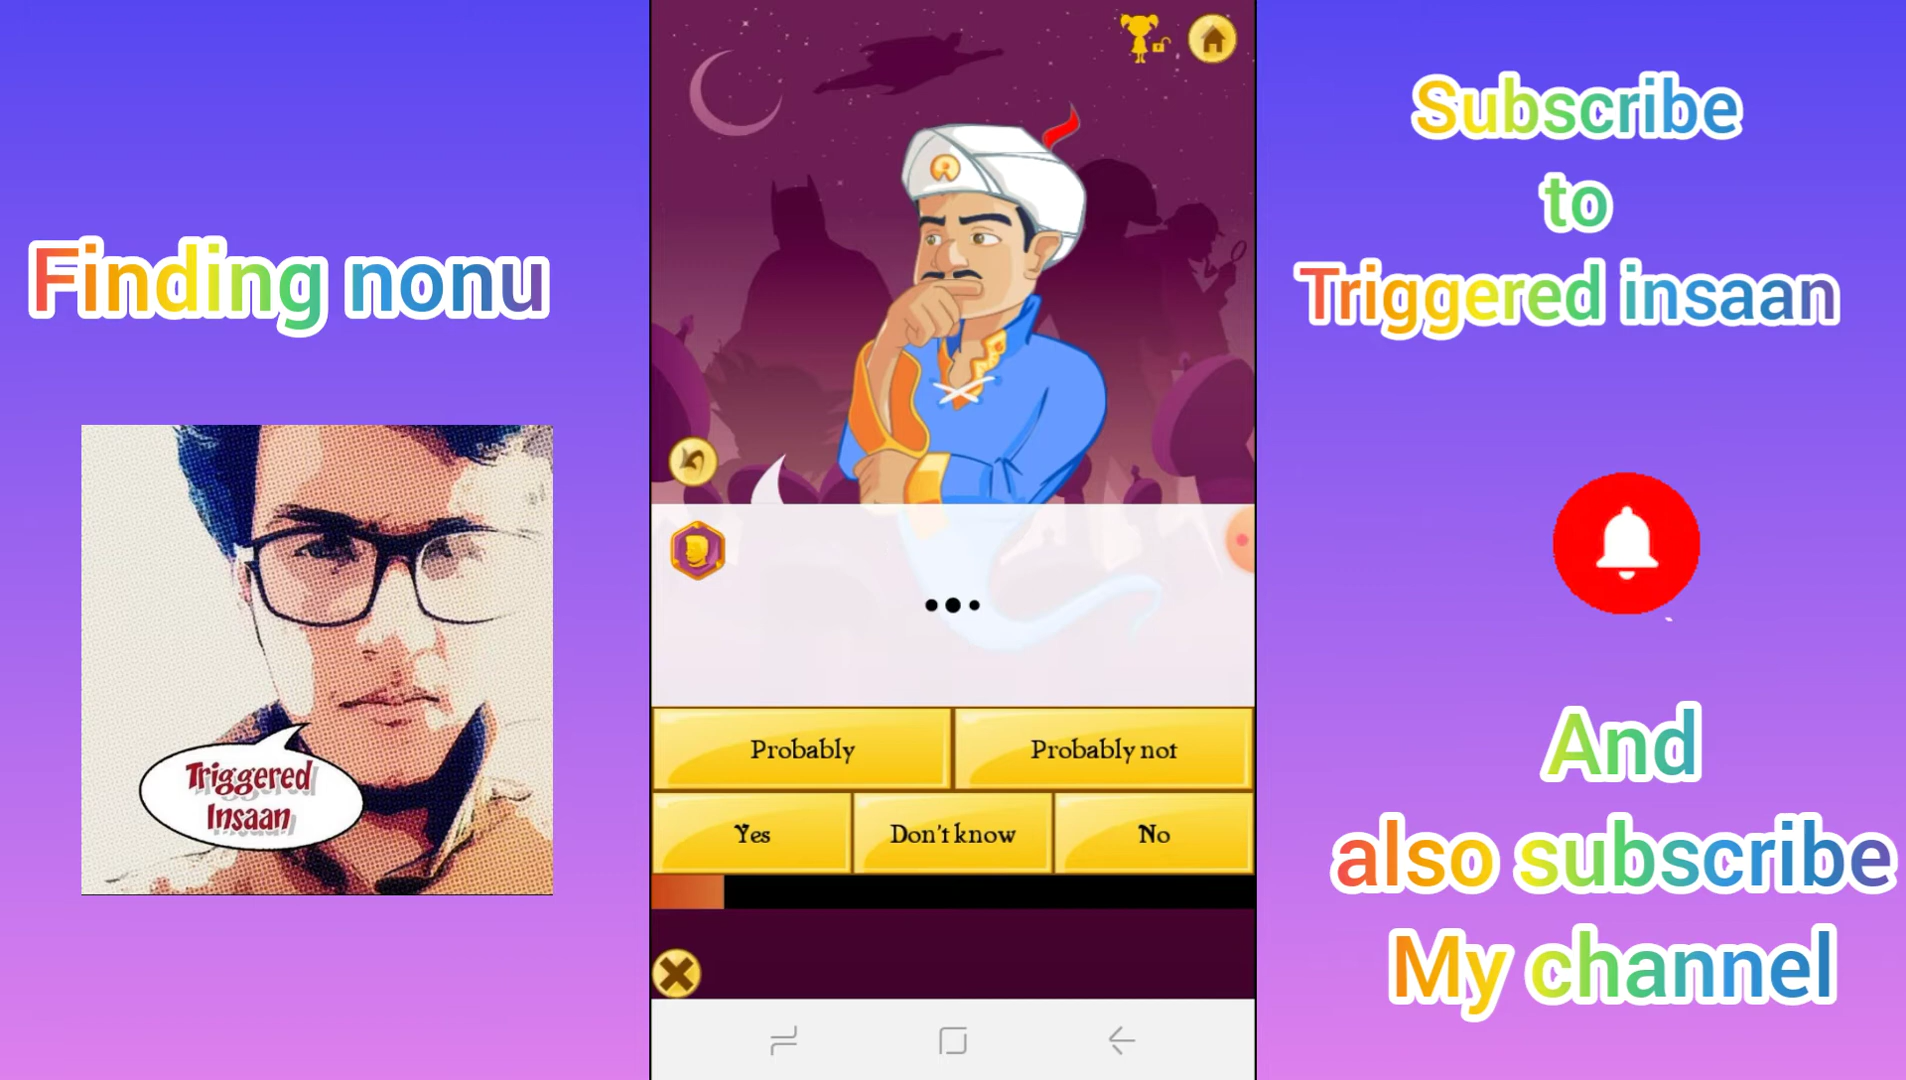 Finding nonu
Triggered
Insaan
Probably
Probably not
Yes
Don't know
No
Subscribe
to
Triggered insaan
And
also subscribe
My channel